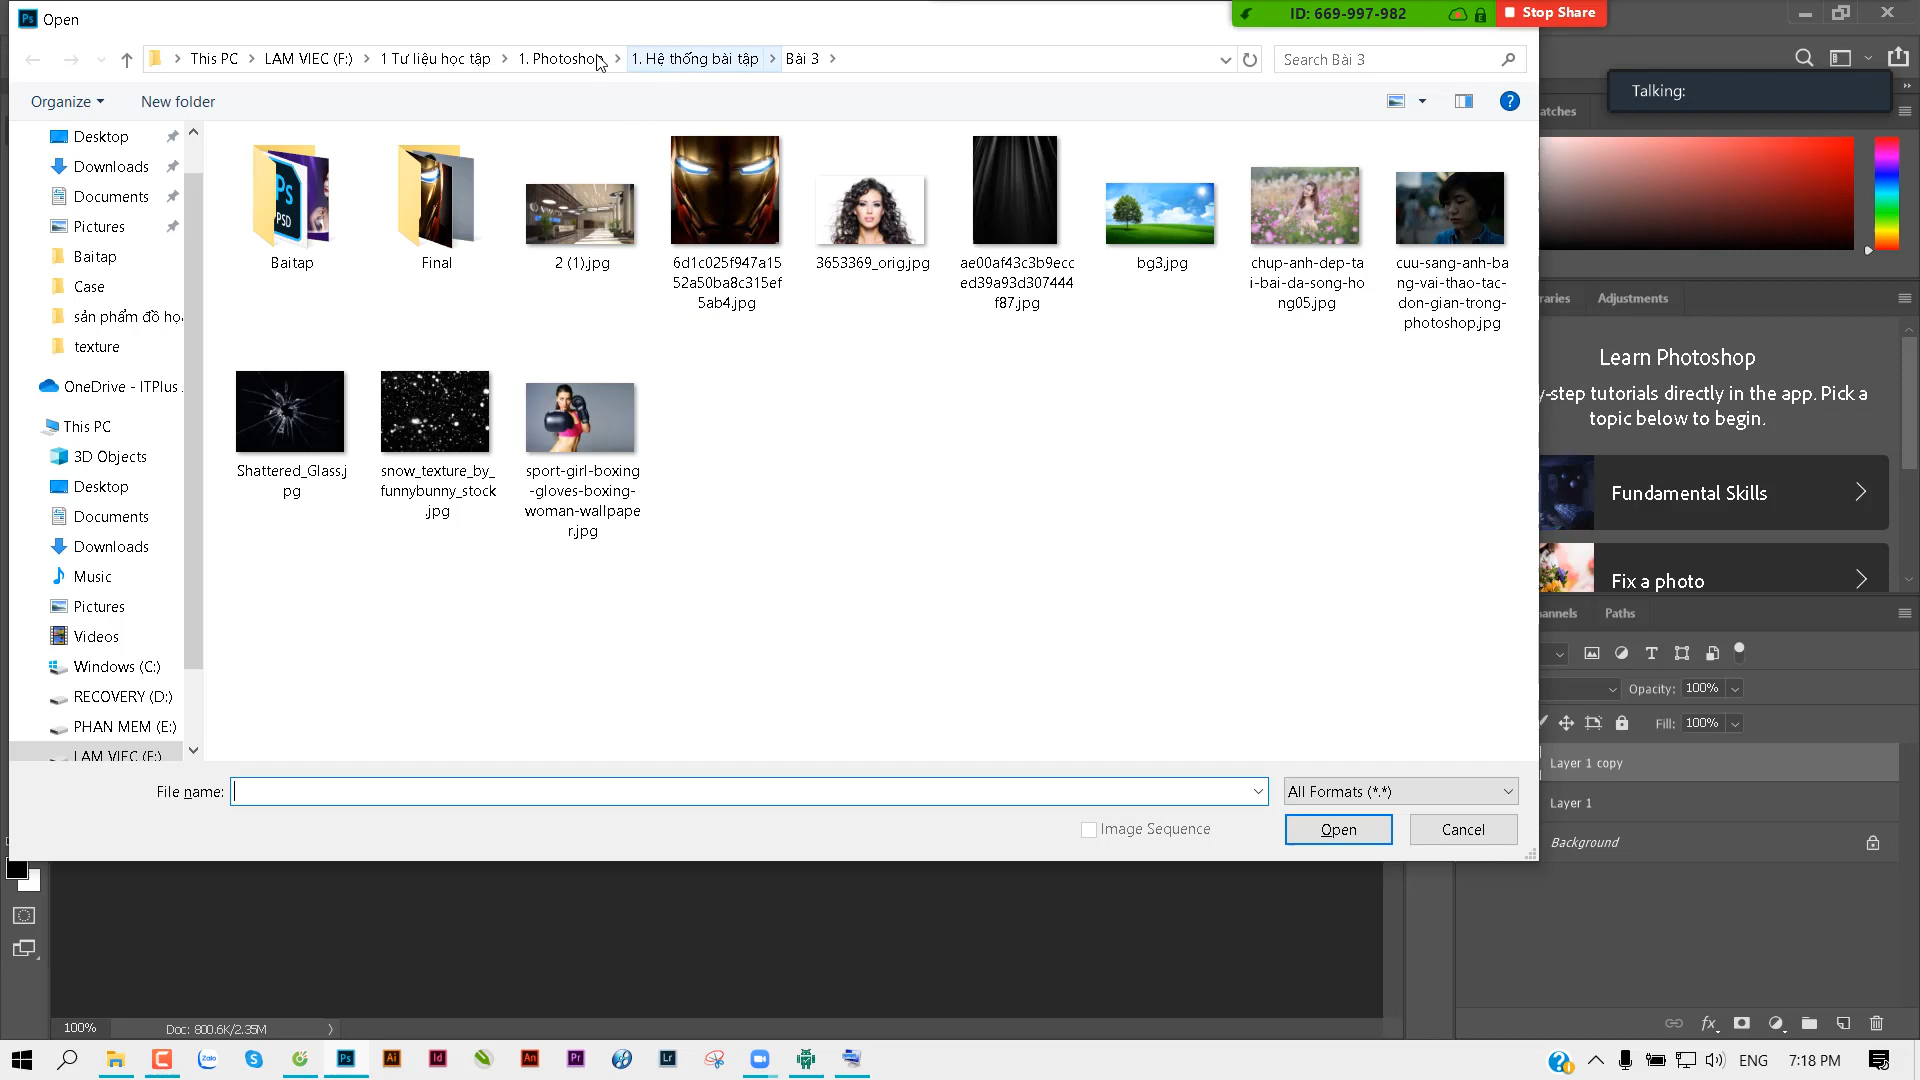 Open
ID: 669-997-982
Stop Share
This PC
LAM VIEC (F:)
1 Tư liệu học tập
1. Photoshop
1. Hệ thống bài tập
Bài 3
Search Bài 3
Talking:
Organize
New folder
atches
Desktop
Downloads
Documents
Pictures
Baitap
Case
sản phẩm đồ họa
texture
OneDrive - ITPlus
This PC
3D Objects
Desktop
Documents
Downloads
Music
Pictures
Videos
Windows (C:)
RECOVERY (D:)
PHAN MEM (E:)
LAM VIEC (F:)
Baitap
Final
2 (1).jpg
6d1c025f947a15
52a50ba8c315ef
5ab4.jpg
3653369_orig.jpg
ae00af43c3b9ecc
ed39a93d307444
f87.jpg
bg3.jpg
chup-anh-dep-ta
i-bai-da-song-ho
ng05.jpg
cuu-sang-anh-ba
ng-vai-thao-tac-
don-gian-trong-
photoshop.jpg
Shattered_Glass.j
pg
snow_texture_by_
funnybunny_stock
.jpg
sport-girl-boxing
-gloves-boxing-
woman-wallpape
r.jpg
raries
Adjustments
Learn Photoshop
y-step tutorials directly in the app. Pick a
topic below to begin.
Fundamental Skills
Fix a photo
annels
Paths
Opacity: 100%
Fill: 100%
Layer 1 copy
Layer 1
Background
File name:
All Formats (*.*)
Image Sequence
Open
Cancel
100%
Doc: 800.6K/2.35M
ENG
7:18 PM